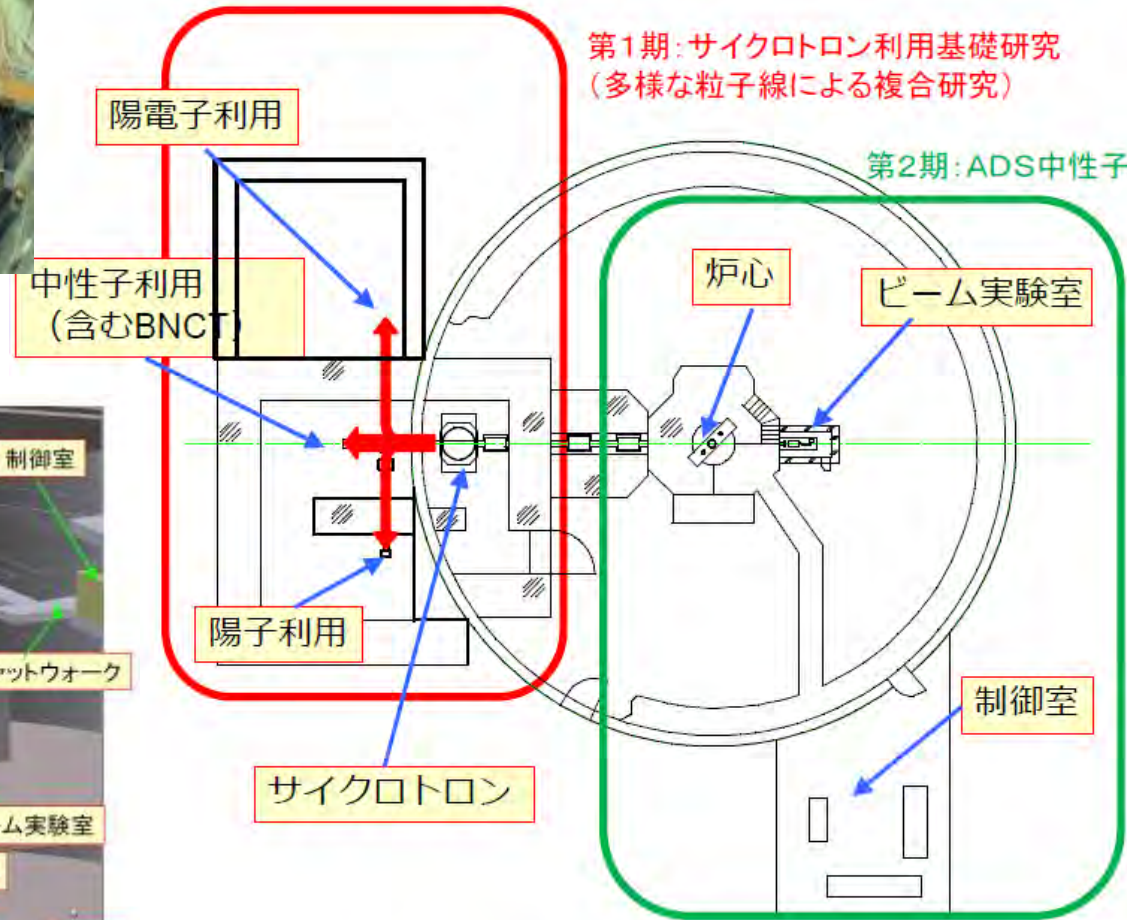 第1期:サイクロトロン利用基礎研究
(多様な粒子線による複合研究)
陽電子利用
第2期:ADS中性子
中性子利用
(含むBNCT)
炉心
ビーム実験室
制御室
陽子利用
ットウォーク
制御室
サイクロトロン
ム実験室